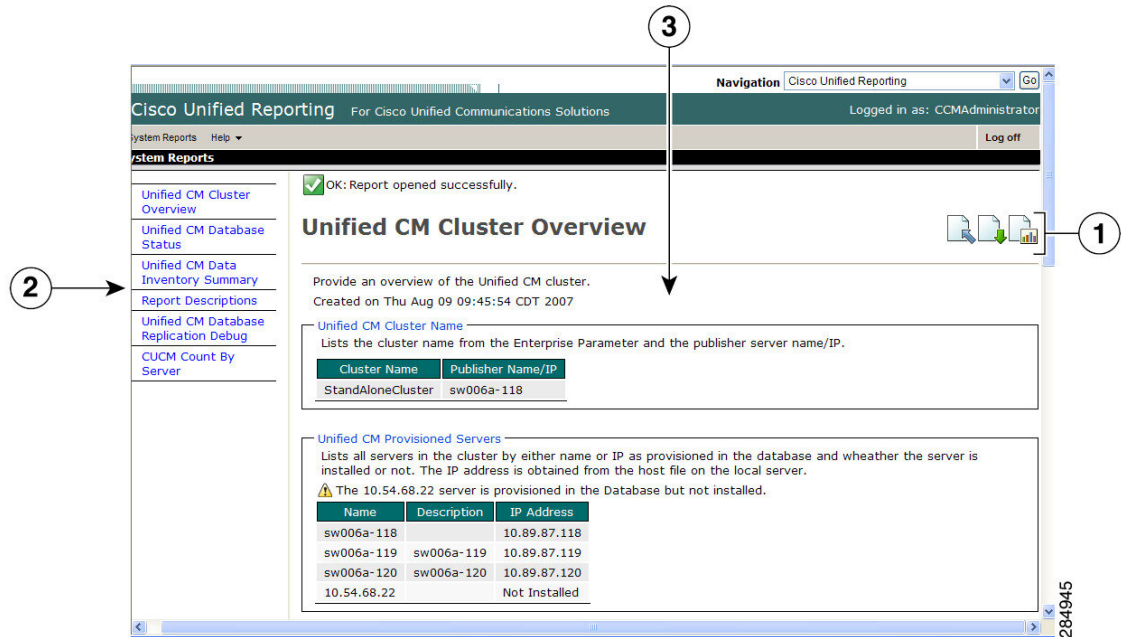 3
Navigation Cisco Unified Reporting Go
Cisco Unified Reporting For Cisco Unified Communications Solutions Logged in as: CCMAdministrator
System Reports Help Log off
ystem Reports
OK: Report opened successfully.
Unified CM Cluster
Overview
Unified CM Database
Status
Unified CM Data
Inventory Summary
Report Descriptions
Unified CM Database
Replication Debug
CUCM Count By
Server
2
Unified CM Cluster Overview
1
Provide an overview of the Unified CM cluster.
Created on Thu Aug 09 09:45:54 CDT 2007
Unified CM Cluster Name
Lists the cluster name from the Enterprise Parameter and the publisher server name/IP.
Cluster Name Publisher Name/IP
StandAloneCluster sw006a-118
Unified CM Provisioned Servers
Lists all servers in the cluster by either name or IP as provisioned in the database and wheather the server is
installed or not. The IP address is obtained from the host file on the local server.
The 10.54.68.22 server is provisioned in the Database but not installed.
Name Description IP Address
sw006a-118 10.89.87.118
sw006a-119 sw006a-119 10.89.87.119
sw006a-120 sw006a-120 10.89.87.120
10.54.68.22 Not Installed
284945